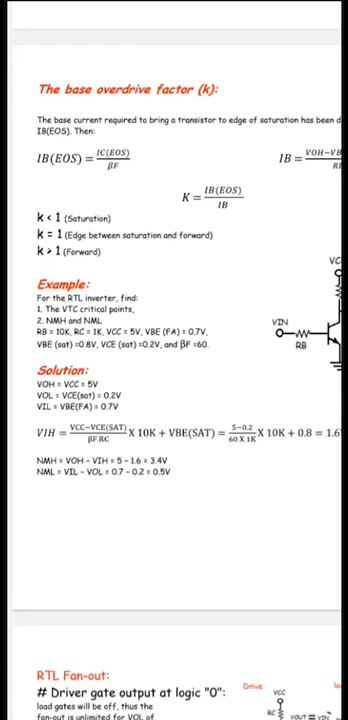 The base overdrive factor (k):
The base current required to bring a transistor to edge of saturation has been
IB(EOS). Then:
IB(EOS) = IC(EOS) / βF
IB = VOH−VB
K = IB(EOS) / IB
k < 1 (Saturation)
k = 1 (Edge between saturation and forward)
k > 1 (Forward)
VC
Example:
For the RTL inverter, find:
1. The VTC critical points,
2. NMH and NML
RB = 10K, RC = 1K, VCC = 5V, VBE (FA) = 0.7V,
VBE (sat) =0.8V, VCE (sat) =0.2V, and βF =60.
VIN
RB
Solution:
VOH = VCC = 5V
VOL = VCE(sat) = 0.2V
VIL = VBE(FA) = 0.7V
VIH = VCC−VCE(SAT) / βF.RC X 10K + VBE(SAT) = 5−0.2 / 60 X 1K X 10K + 0.8 = 1.6
NMH = VOH - VIH = 5 - 1.6 = 3.4V
NML = VIL - VOL = 0.7 - 0.2 = 0.5V
RTL Fan-out:
# Driver gate output at logic "0":
load gates will be off, thus the
fan-out is unlimited for VOL of
Drive
lo
VCC
RC
VOUT = VIN